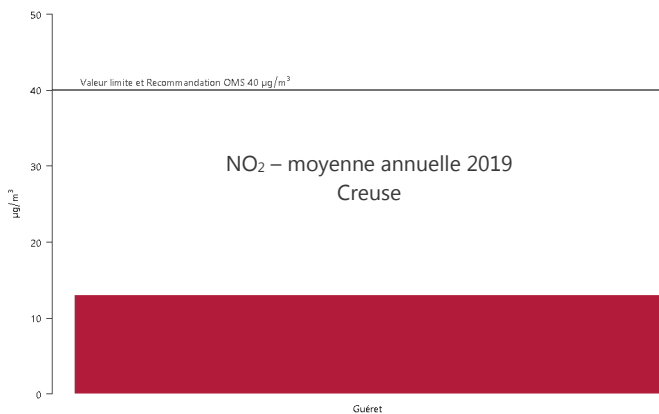 50
Valeur limite et Recommandation OMS 40 µg/m³
40
NO₂ – moyenne annuelle 2019
Creuse
30
µg/m³
20
10
0
Guéret